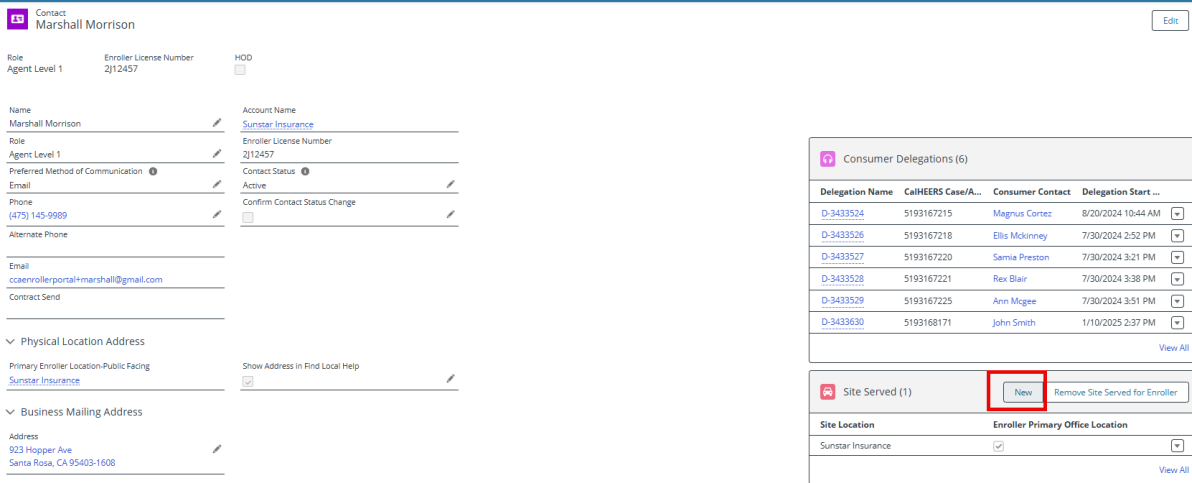 Contact
Marshall Morrison
Edit
Role
Agent Level 1
Enroller License Number
2J12457
HOD
Name
Marshall Morrison
Account Name
Sunstar Insurance
Role
Agent Level 1
Enroller License Number
2J12457
Preferred Method of Communication
Email
Contact Status
Active
Phone
(475) 145-9989
Confirm Contact Status Change
Alternate Phone
Email
ccaenrollerportal+marshall@gmail.com
Contract Send
Physical Location Address
Primary Enroller Location-Public Facing
Sunstar Insurance
Show Address in Find Local Help
Business Mailing Address
Address
923 Hopper Ave
Santa Rosa, CA 95403-1608
Consumer Delegations (6)
Delegation Name CalHEERS Case/A... Consumer Contact Delegation Start ...
D-3433524 5193167215 Magnus Cortez 8/20/2024 10:44 AM
D-3433526 5193167218 Ellis Mckinney 7/30/2024 2:52 PM
D-3433527 5193167220 Samia Preston 7/30/2024 3:21 PM
D-3433528 5193167221 Rex Blair 7/30/2024 3:38 PM
D-3433529 5193167225 Ann Mcgee 7/30/2024 3:51 PM
D-3433630 5193168171 John Smith 1/10/2025 2:37 PM
View All
Site Served (1)
New
Remove Site Served for Enroller
Site Location Enroller Primary Office Location
Sunstar Insurance
View All